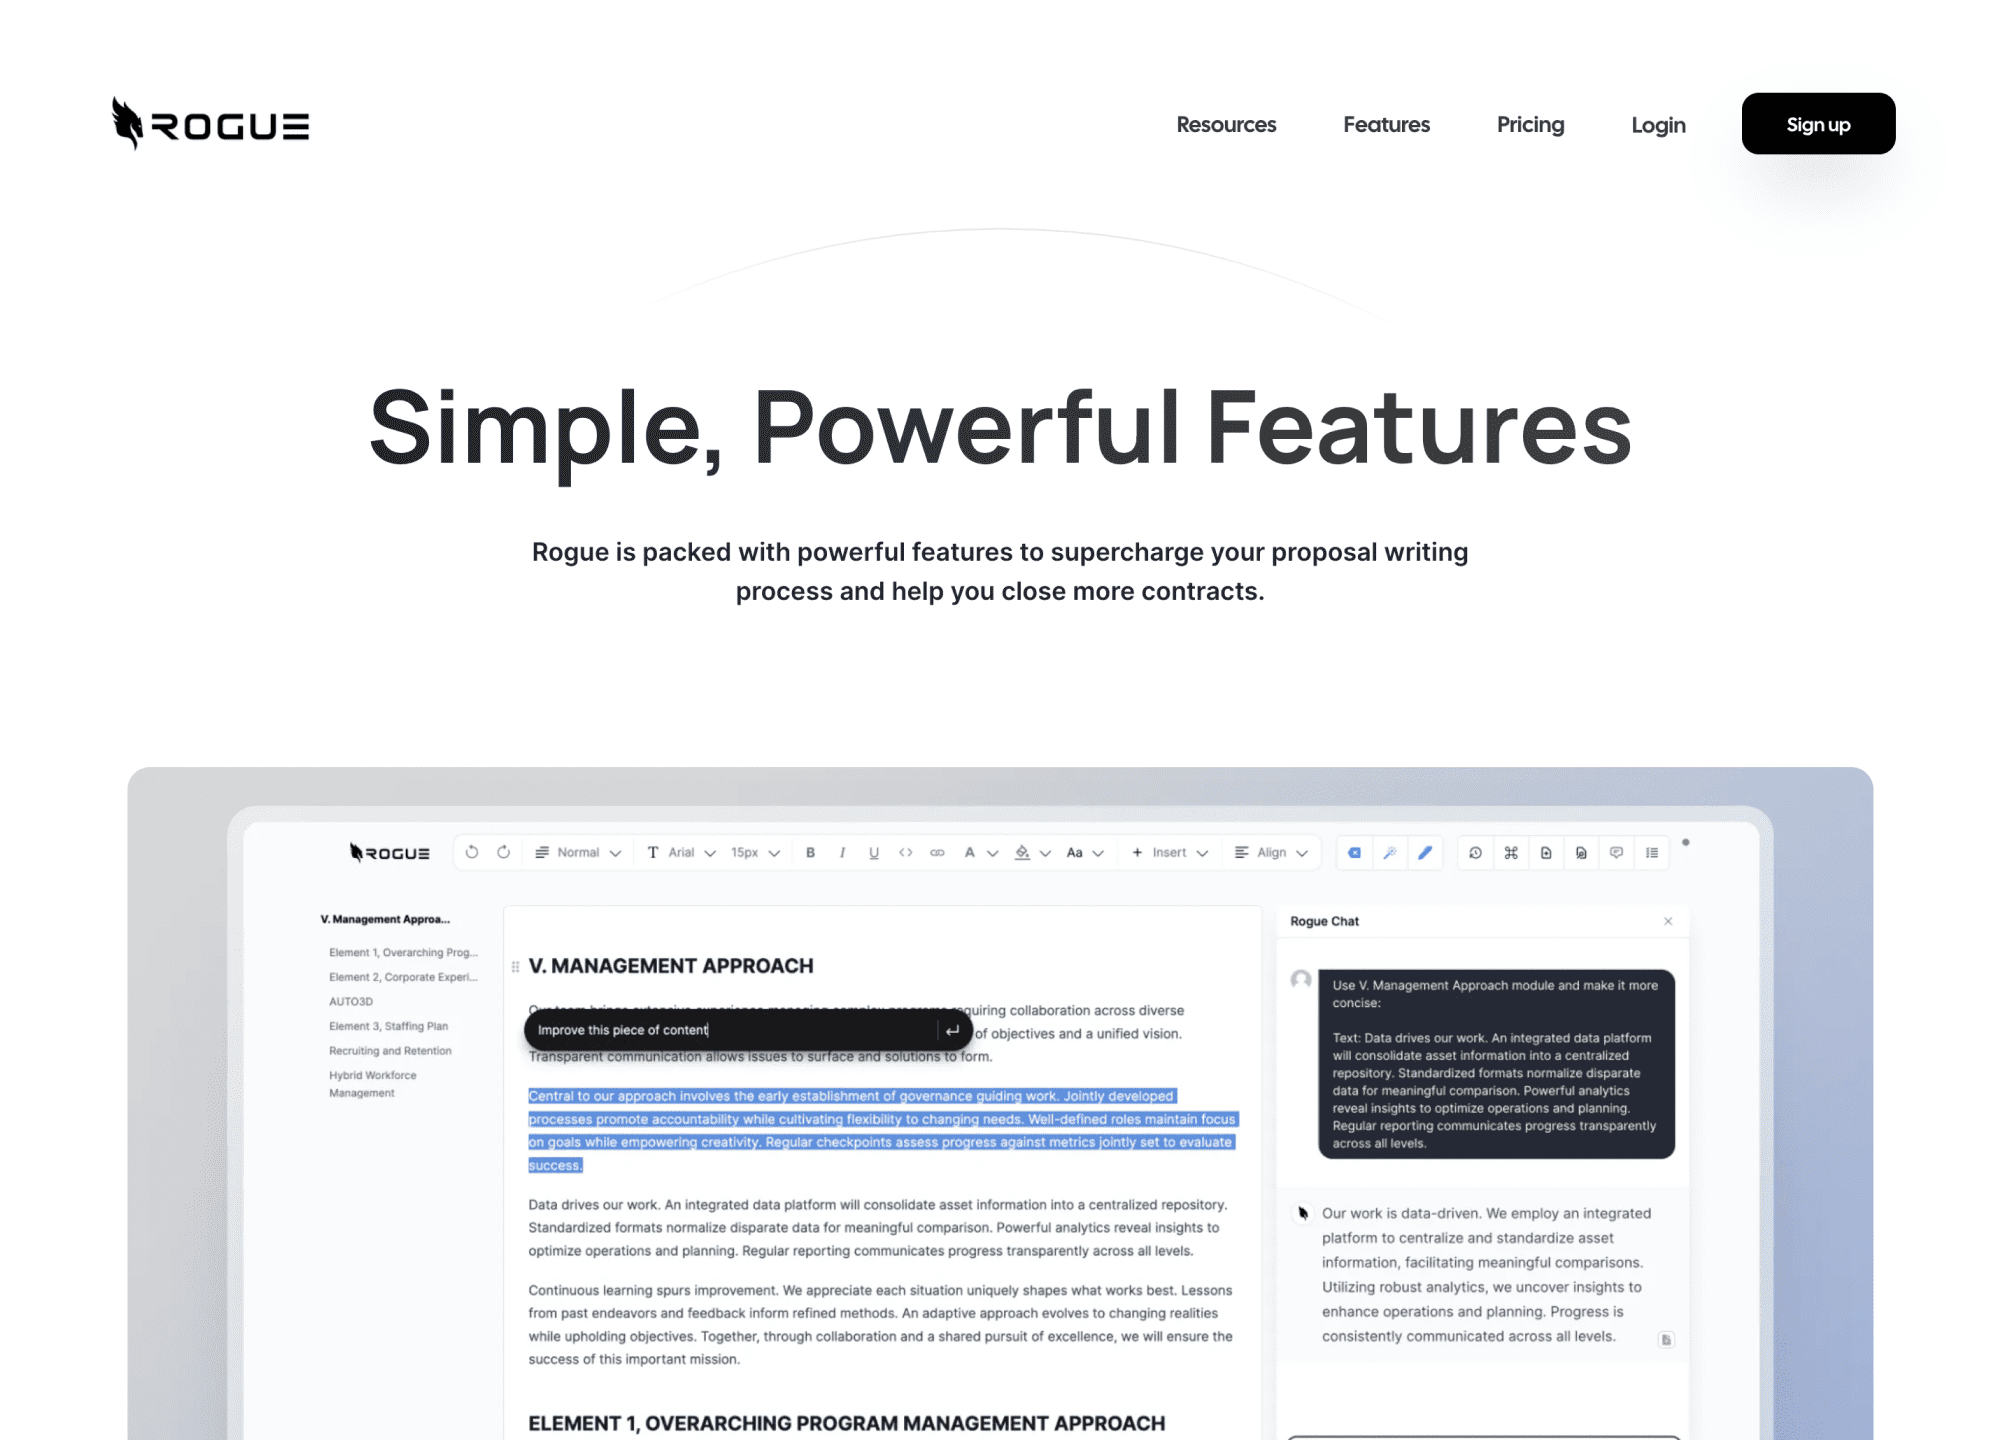 ROGUE
Resources
Features
Pricing
Login
Sign up
Simple, Powerful Features
Rogue is packed with powerful features to supercharge your proposal writing
process and help you close more contracts.
ROGUE
Normal
T Arial
15px
B
I
U
A
Aa
+ Insert
Align
V. Management Approa...
Element 1, Overarching Prog...
Element 2, Corporate Experi...
AUTO3D
Element 3, Staffing Plan
Recruiting and Retention
Hybrid Workforce
Management
V. MANAGEMENT APPROACH
Our team brings extensive experience managing complex programs requiring collaboration across diverse
Improve this piece of content
of objectives and a unified vision.
Transparent communication allows issues to surface and solutions to form.
Central to our approach involves the early establishment of governance guiding work. Jointly developed
processes promote accountability while cultivating flexibility to changing needs. Well-defined roles maintain focus
on goals while empowering creativity. Regular checkpoints assess progress against metrics jointly set to evaluate
success.
Data drives our work. An integrated data platform will consolidate asset information into a centralized repository.
Standardized formats normalize disparate data for meaningful comparison. Powerful analytics reveal insights to
optimize operations and planning. Regular reporting communicates progress transparently across all levels.
Continuous learning spurs improvement. We appreciate each situation uniquely shapes what works best. Lessons
from past endeavors and feedback inform refined methods. An adaptive approach evolves to changing realities
while upholding objectives. Together, through collaboration and a shared pursuit of excellence, we will ensure the
success of this important mission.
ELEMENT 1, OVERARCHING PROGRAM MANAGEMENT APPROACH
Rogue Chat
Use V. Management Approach module and make it more
concise:
Text: Data drives our work. An integrated data platform
will consolidate asset information into a centralized
repository. Standardized formats normalize disparate
data for meaningful comparison. Powerful analytics
reveal insights to optimize operations and planning.
Regular reporting communicates progress transparently
across all levels.
Our work is data-driven. We employ an integrated
platform to centralize and standardize asset
information, facilitating meaningful comparisons.
Utilizing robust analytics, we uncover insights to
enhance operations and planning. Progress is
consistently communicated across all levels.